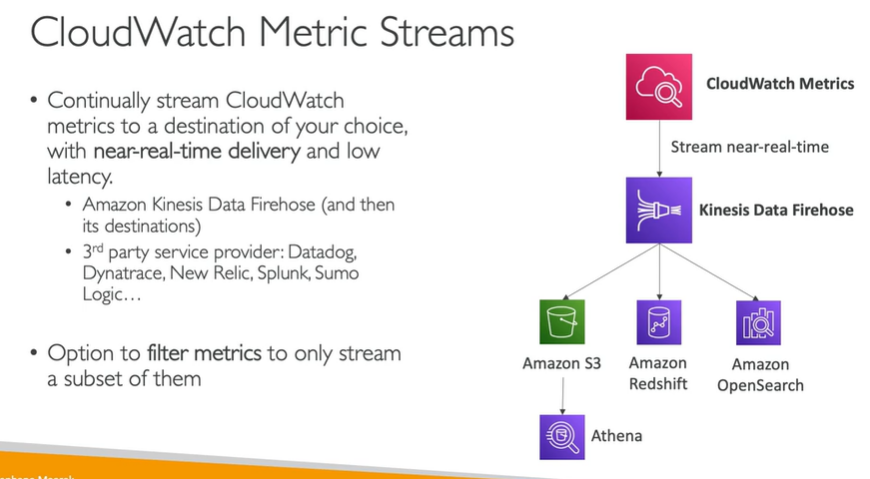 CloudWatch Metric Streams
• Continually stream CloudWatch
metrics to a destination of your choice,
with near-real-time delivery and low
latency.
• Amazon Kinesis Data Firehose (and then
its destinations)
• 3rd party service provider: Datadog,
Dynatrace, New Relic, Splunk, Sumo
Logic…
• Option to filter metrics to only stream
a subset of them
CloudWatch Metrics
Stream near-real-time
Kinesis Data Firehose
Amazon S3
Amazon
Redshift
Amazon
OpenSearch
Athena